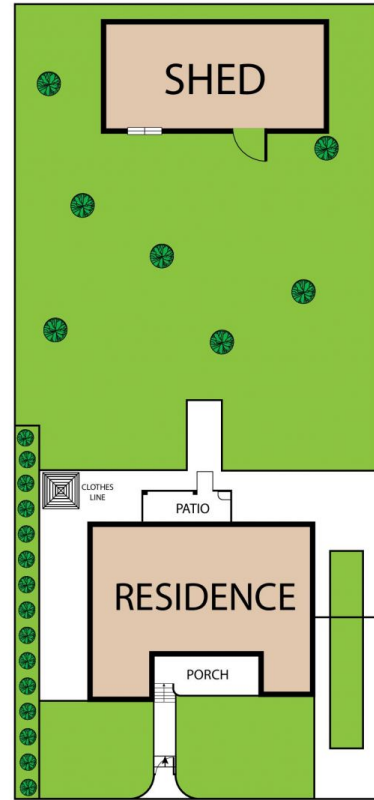 SHED
CLOTHES
LINE
PATIO
RESIDENCE
PORCH